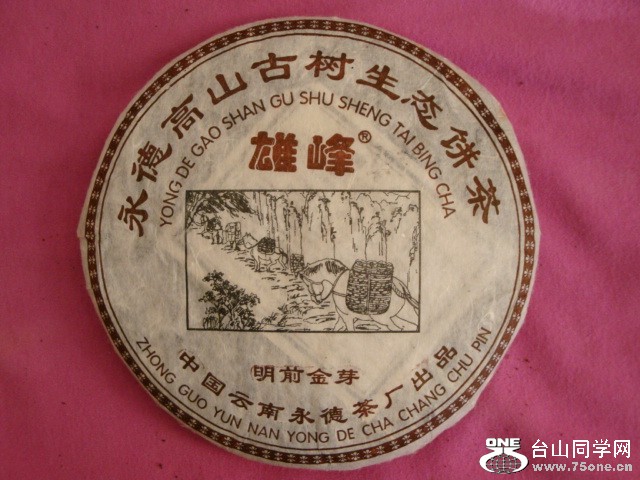 永德高山古树生态饼茶
YONG DE GAO SHAN GU SHU SHENG TAI BING CHA
雄峰®
明前金芽
中国云南永德茶厂出品
ZHONG GUO YUN NAN YONG DE CHA CHANG CHU PIN
ONE 台山同学网
www.75one.com